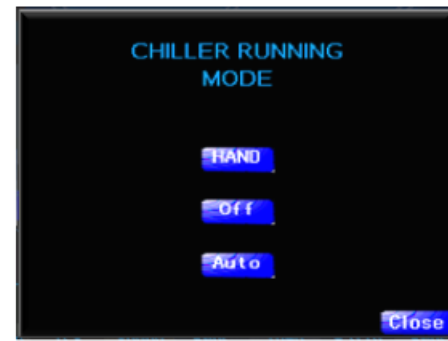 CHILLER RUNNING
MODE
HAND
Off
Auto
Close